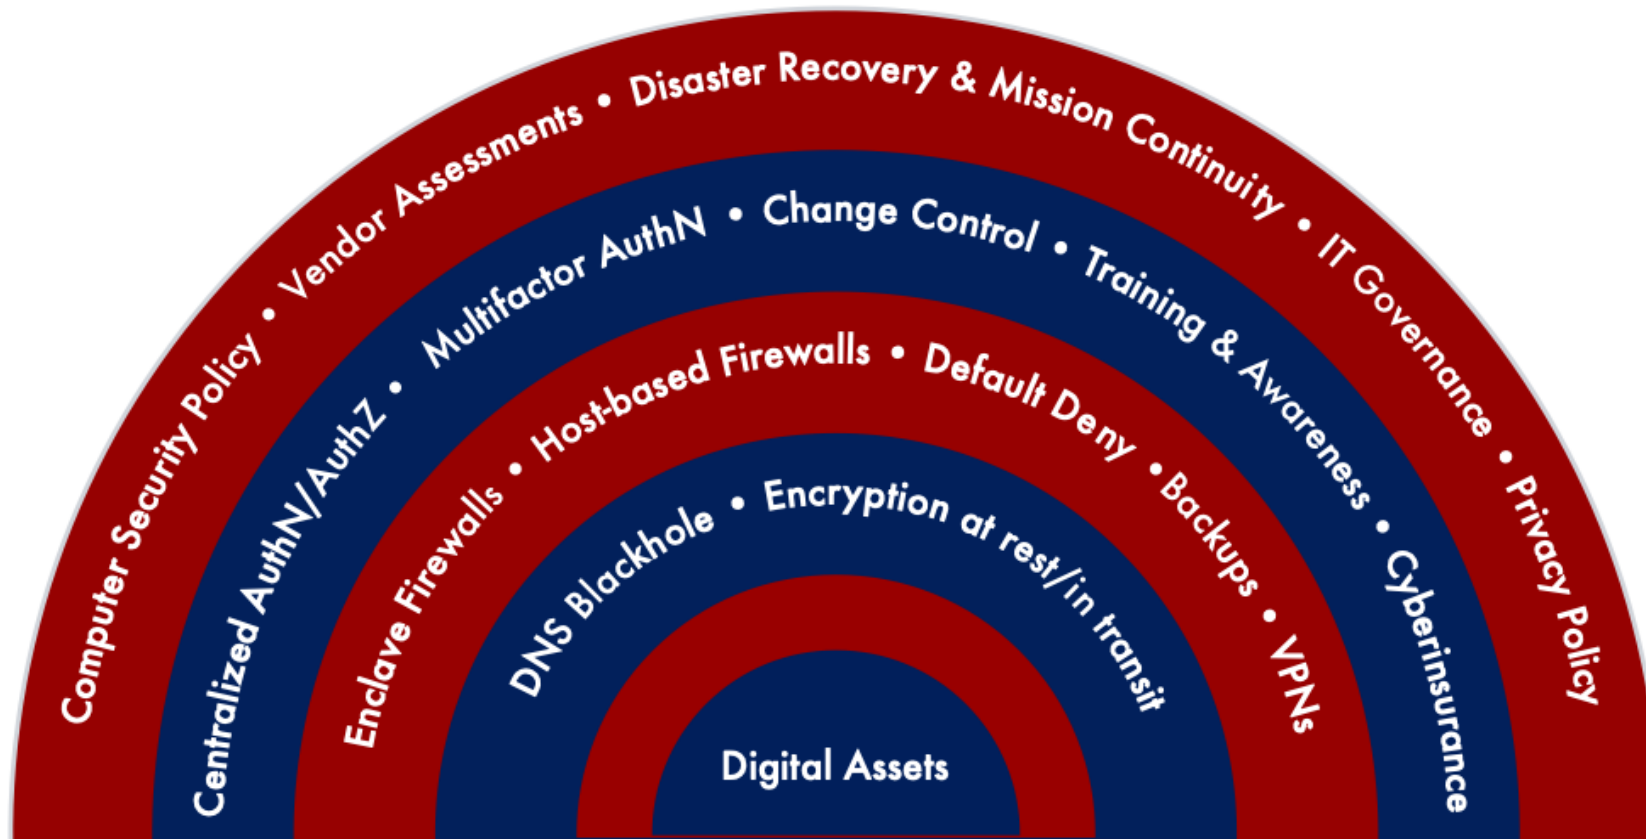 Computer Security Policy • Vendor Assessments • Disaster Recovery & Mission Continuity • IT Governance • Privacy Policy
Centralized AuthN/AuthZ • Multifactor AuthN • Change Control • Training & Awareness • Cyberinsurance
Enclave Firewalls • Host-based Firewalls • Default Deny • Backups • VPNs
DNS Blackhole • Encryption at rest/in transit
Digital Assets